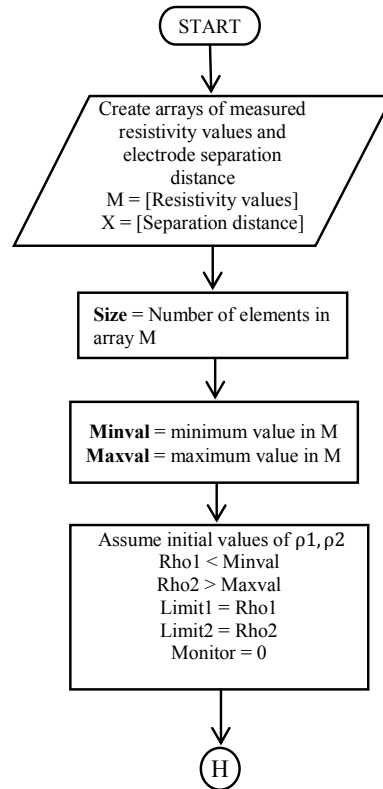 START
Create arrays of measured
resistivity values and
electrode separation
distance
M = [Resistivity values]
X = [Separation distance]
Size = Number of elements in
array M
Minval = minimum value in M
Maxval = maximum value in M
Assume initial values of ρ1, ρ2
Rho1 < Minval
Rho2 > Maxval
Limit1 = Rho1
Limit2 = Rho2
Monitor = 0
H